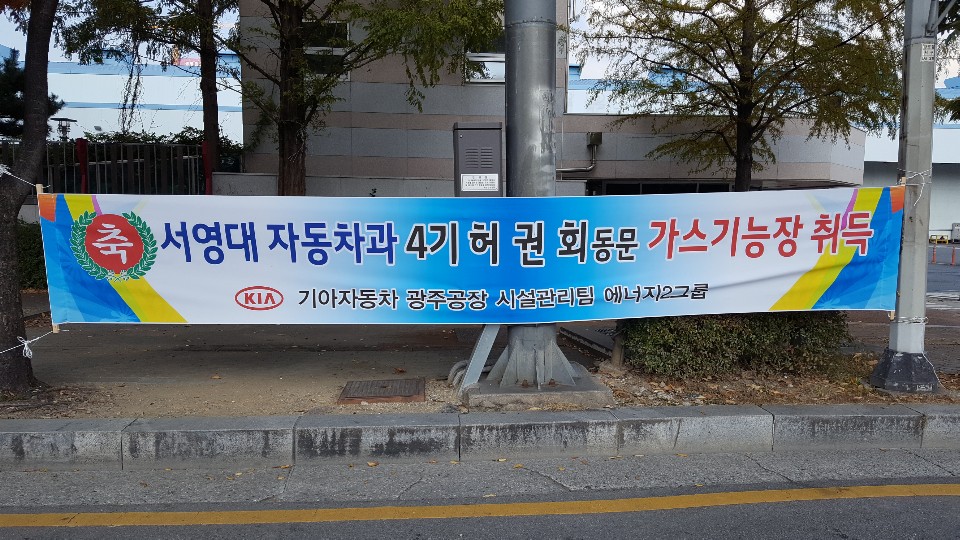 축 서영대 자동차과 4기 허 권 회 동문 가스기능장 취득
KIA 기아자동차 광주공장 시설관리팀 에너지2그룹